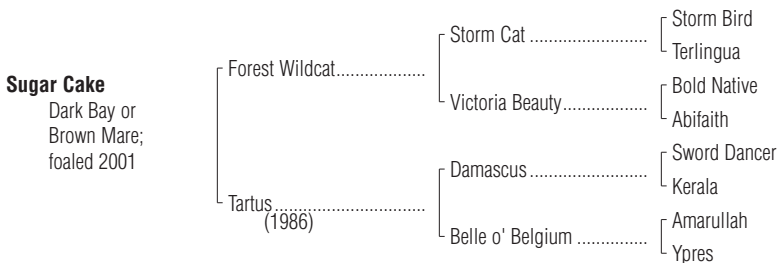 Storm Bird
Storm Cat ....................
Terlingua
Forest Wildcat...................
Bold Native
Victoria Beauty..............
Abifaith
Sugar Cake
Dark Bay or
Brown Mare;
foaled 2001
Sword Dancer
Damascus ....................
Kerala
Tartus................................
(1986)
Amarullah
Belle o' Belgium ............
Ypres